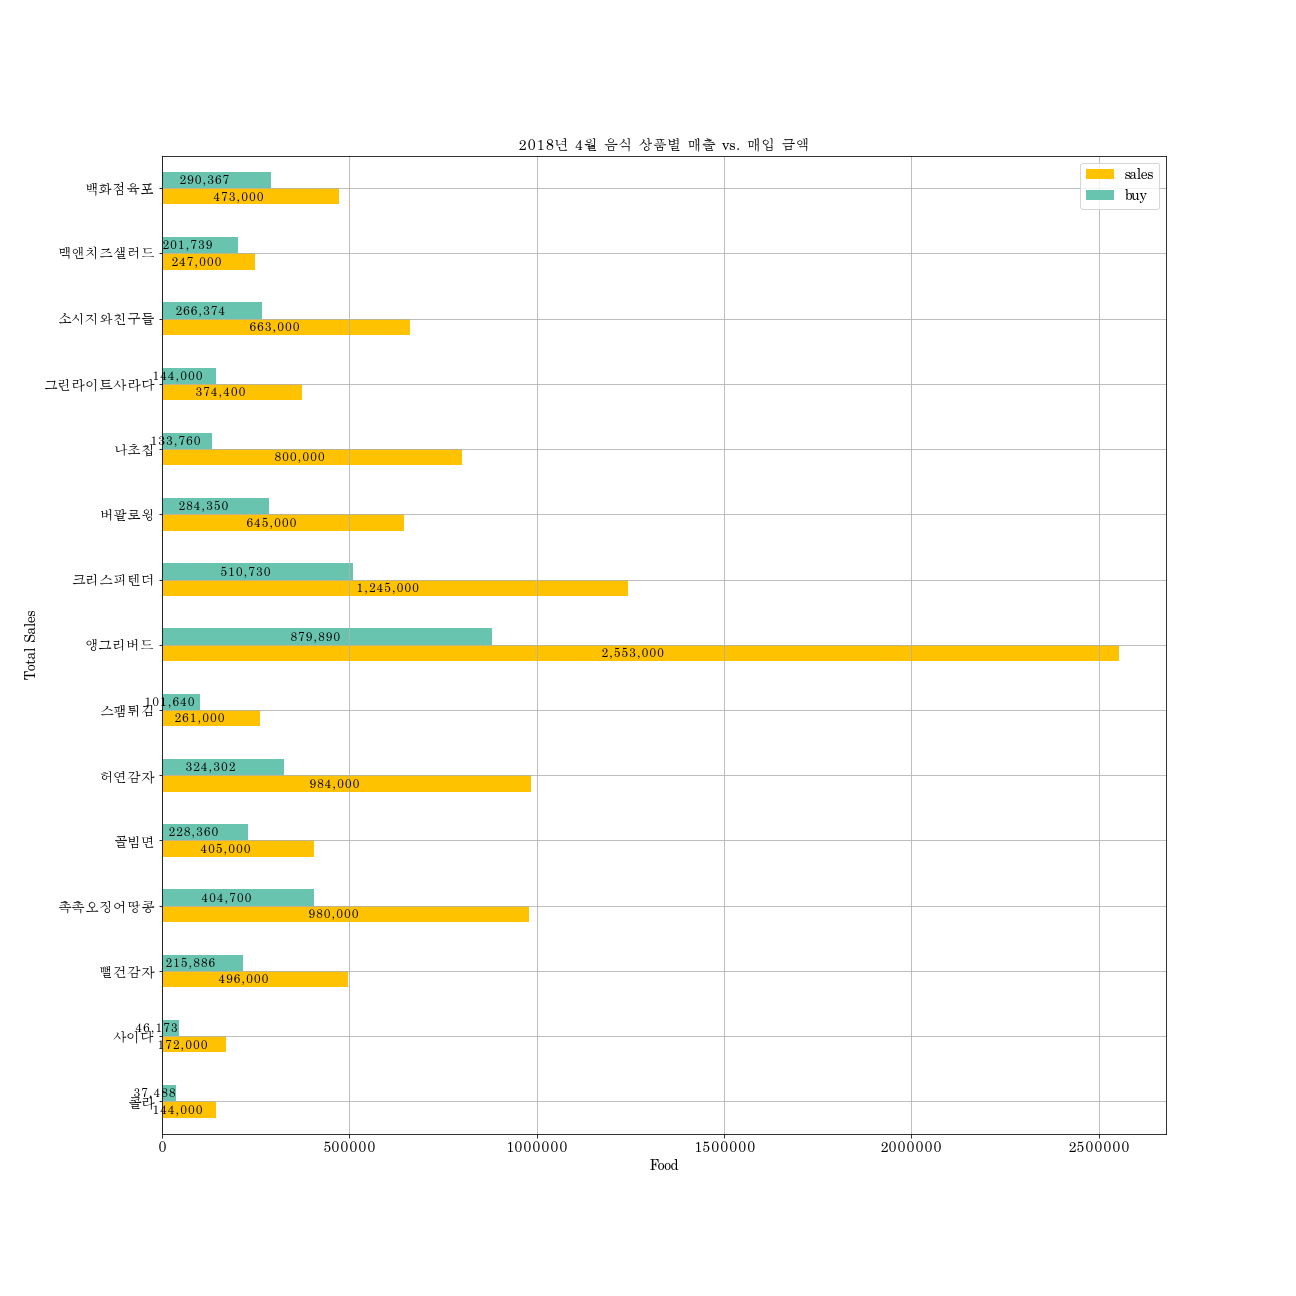 2018년 4월 음식 상품별 매출 vs. 매입 금액
sales
buy
백화점육포
290,367
473,000
맥앤치즈샐러드
201,739
247,000
소시지와친구들
266,374
663,000
그린라이트사라다
144,000
374,400
나초칩
133,760
800,000
버팔로윙
284,350
645,000
크리스피텐더
510,730
1,245,000
앵그리버드
879,890
2,553,000
스팸튀김
101,640
261,000
허연감자
324,302
984,000
골빔면
228,360
405,000
촉촉오징어땅콩
404,700
980,000
뻘건감자
215,886
496,000
사이다
46,173
172,000
콜라
37,488
144,000
0 500000 1000000 1500000 2000000 2500000
Food
Total Sales